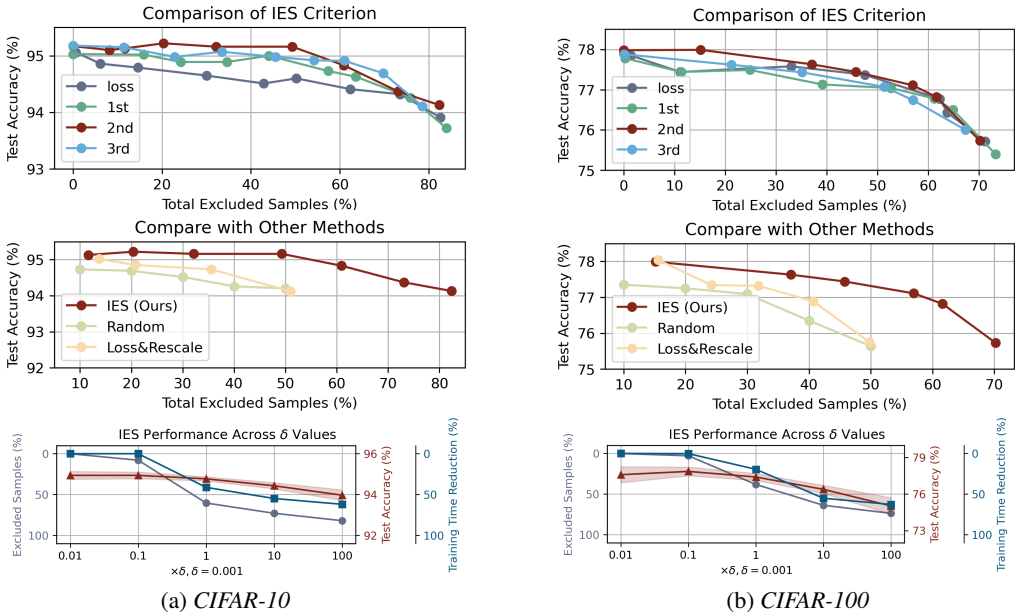 Comparison of IES Criterion
Test Accuracy (%)
95
94
93
loss
1st
2nd
3rd
0 20 40 60 80
Total Excluded Samples (%)
Compare with Other Methods
Test Accuracy (%)
95
94
93
92
IES (Ours)
Random
Loss&Rescale
10 20 30 40 50 60 70 80
Total Excluded Samples (%)
IES Performance Across δ Values
Excluded Samples (%)
0
50
100
96
94
92
Test Accuracy (%)
0
50
100
Training Time Reduction (%)
0.01 0.1 1 10 100
×δ, δ = 0.001
(a) CIFAR-10
Comparison of IES Criterion
Test Accuracy (%)
78
77
76
75
loss
1st
2nd
3rd
0 10 20 30 40 50 60 70
Total Excluded Samples (%)
Compare with Other Methods
Test Accuracy (%)
78
77
76
75
IES (Ours)
Random
Loss&Rescale
10 20 30 40 50 60 70
Total Excluded Samples (%)
IES Performance Across δ Values
Excluded Samples (%)
0
50
100
79
76
73
Test Accuracy (%)
0
50
100
Training Time Reduction (%)
0.01 0.1 1 10 100
×δ, δ = 0.001
(b) CIFAR-100